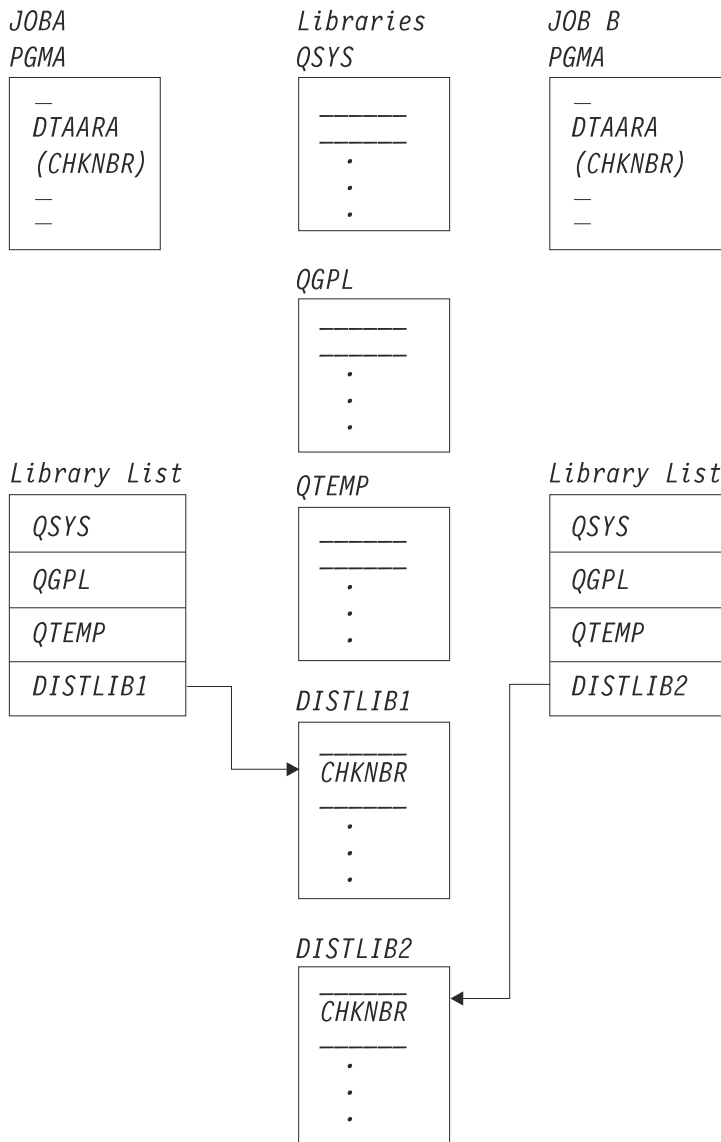 JOBA
PGMA
DTAARA
(CHKNBR)
Library List
QSYS
QGPL
QTEMP
DISTLIB1
Libraries
QSYS
QGPL
QTEMP
DISTLIB1
CHKNBR
DISTLIB2
CHKNBR
JOB B
PGMA
DTAARA
(CHKNBR)
Library List
QSYS
QGPL
QTEMP
DISTLIB2